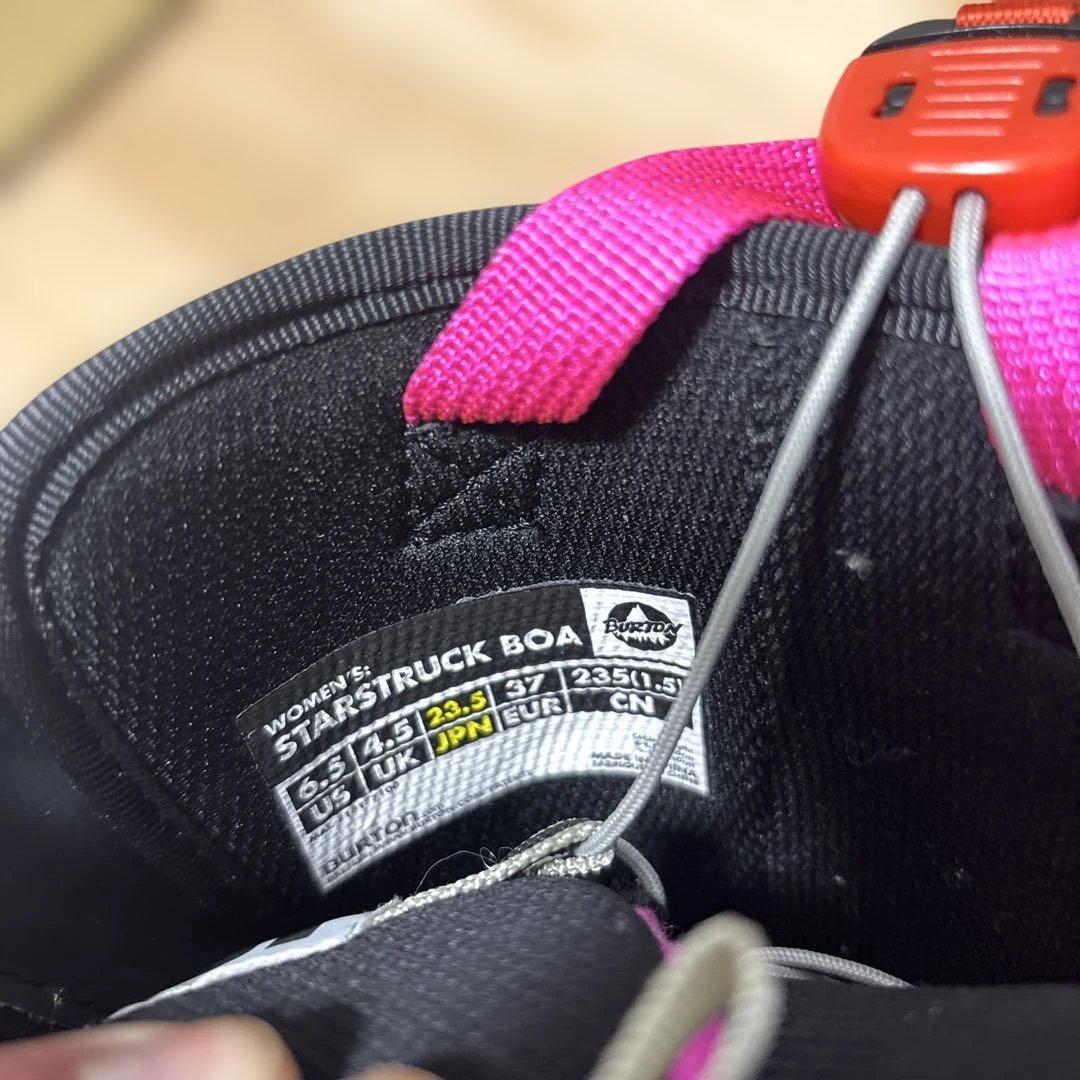 WOMEN'S:
STARSTRUCK BOA
BURTON
6.5 4.5 23.5 37 235(1.5)
US UK JPN EUR CN
BURTON